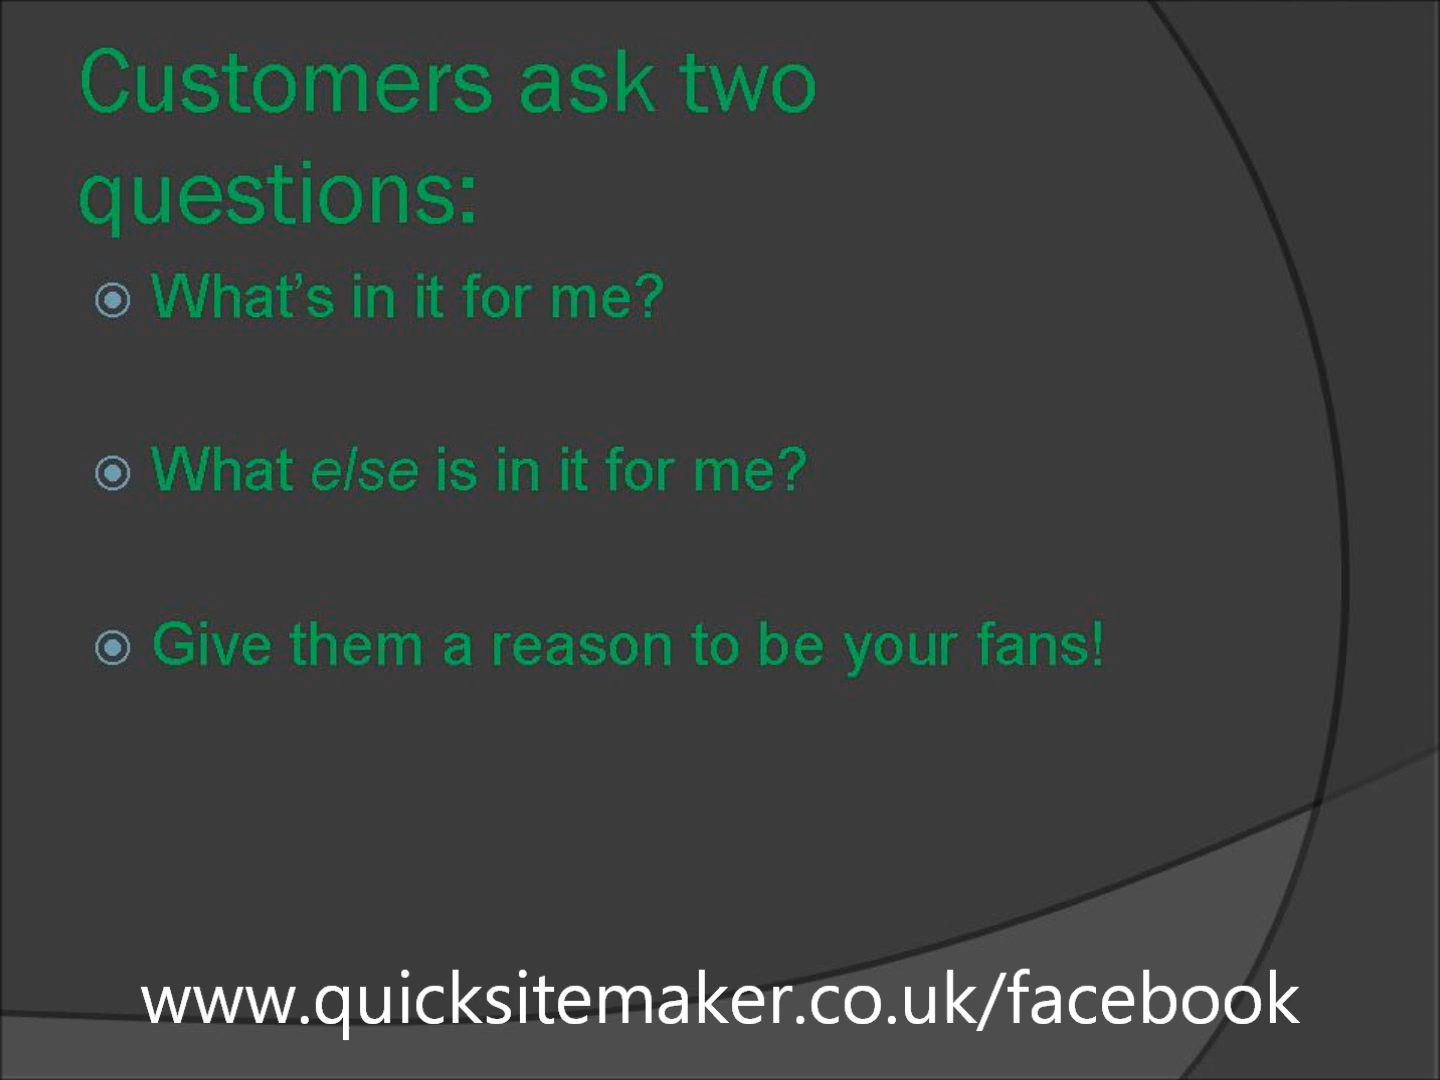 Customers ask two
questions:
What’s in it for me?
What else is in it for me?
Give them a reason to be your fans!
www.quicksitemaker.co.uk/facebook